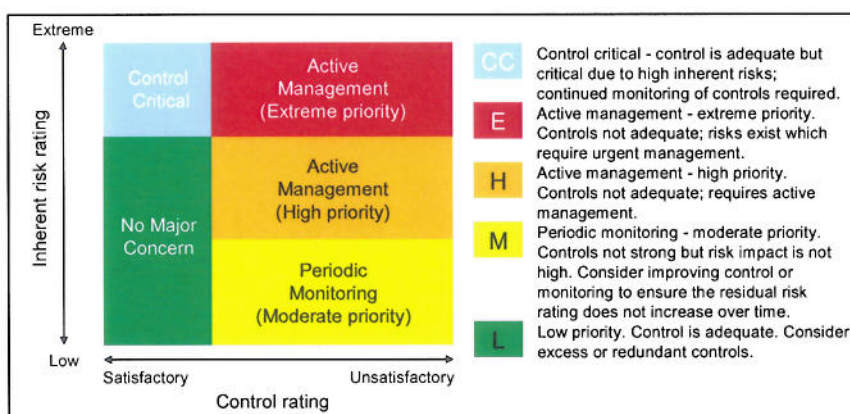 Extreme
Inherent risk rating
Low
Control
Critical
Active
Management
(Extreme priority)
No Major
Concern
Active
Management
(High priority)
Periodic
Monitoring
(Moderate priority)
Satisfactory
Unsatisfactory
Control rating
CC
Control critical - control is adequate but
critical due to high inherent risks;
continued monitoring of controls required.
E
Active management - extreme priority.
Controls not adequate; risks exist which
require urgent management.
H
Active management - high priority.
Controls not adequate; requires active
management.
M
Periodic monitoring - moderate priority.
Controls not strong but risk impact is not
high. Consider improving control or
monitoring to ensure the residual risk
rating does not increase over time.
L
Low priority. Control is adequate. Consider
excess or redundant controls.